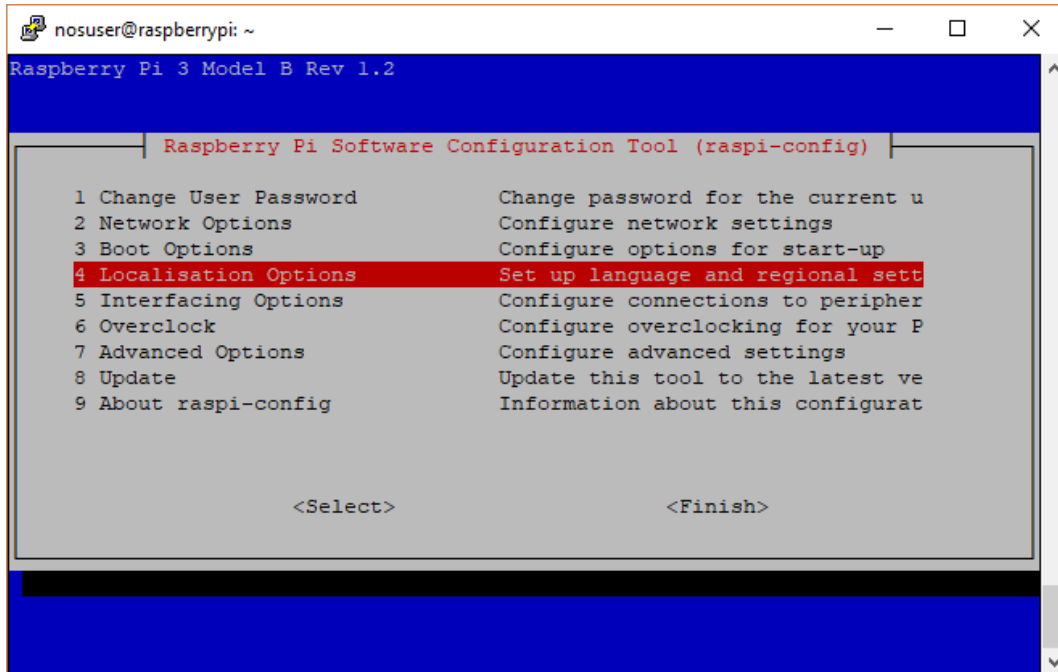 nosuser@raspberrypi: ~
Raspberry Pi 3 Model B Rev 1.2
Raspberry Pi Software Configuration Tool (raspi-config)
1 Change User Password Change password for the current u
2 Network Options Configure network settings
3 Boot Options Configure options for start-up
4 Localisation Options Set up language and regional sett
5 Interfacing Options Configure connections to peripher
6 Overclock Configure overclocking for your P
7 Advanced Options Configure advanced settings
8 Update Update this tool to the latest ve
9 About raspi-config Information about this configurat
<Select> <Finish>